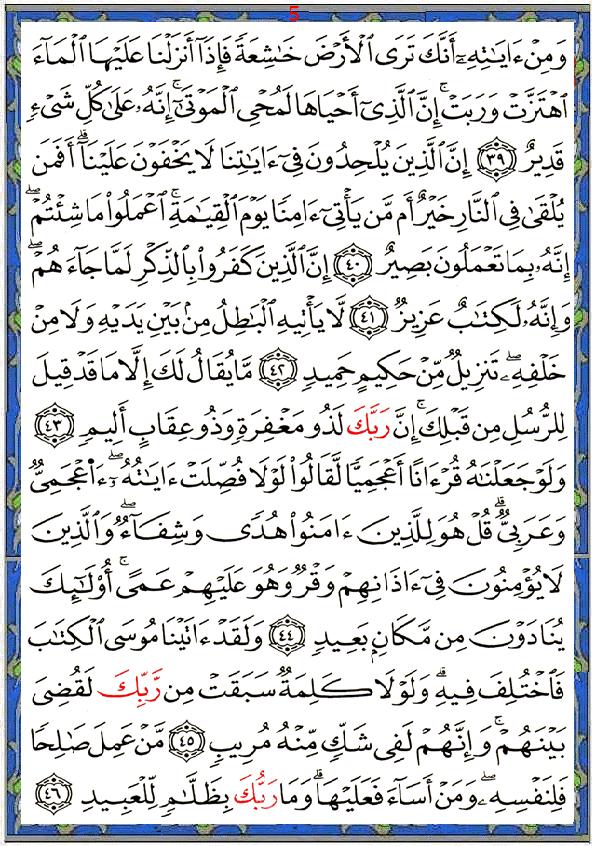 5
وَمِنْ ءَايَٰتِهِۦٓ أَنَّكَ تَرَى ٱلْأَرْضَ خَٰشِعَةً فَإِذَآ أَنزَلْنَا عَلَيْهَا ٱلْمَآءَ
ٱهْتَزَّتْ وَرَبَتْ ۚ إِنَّ ٱلَّذِىٓ أَحْيَاهَا لَمُحْىِ ٱلْمَوْتَىٰٓ ۚ إِنَّهُۥ عَلَىٰ كُلِّ شَىْءٍ
قَدِيرٌ ﴿٣٩﴾ إِنَّ ٱلَّذِينَ يُلْحِدُونَ فِىٓ ءَايَٰتِنَا لَا يَخْفَوْنَ عَلَيْنَآ ۗ أَفَمَن
يُلْقَىٰ فِى ٱلنَّارِ خَيْرٌ أَم مَّن يَأْتِىٓ ءَامِنًا يَوْمَ ٱلْقِيَٰمَةِ ۚ ٱعْمَلُوا۟ مَا شِئْتُمْ ۖ
إِنَّهُۥ بِمَا تَعْمَلُونَ بَصِيرٌ ﴿٤٠﴾ إِنَّ ٱلَّذِينَ كَفَرُوا۟ بِٱلذِّكْرِ لَمَّا جَآءَهُمْ ۖ
وَإِنَّهُۥ لَكِتَٰبٌ عَزِيزٌ ﴿٤١﴾ لَّا يَأْتِيهِ ٱلْبَٰطِلُ مِنۢ بَيْنِ يَدَيْهِ وَلَا مِنْ
خَلْفِهِۦ ۖ تَنزِيلٌ مِّنْ حَكِيمٍ حَمِيدٍ ﴿٤٢﴾ مَّا يُقَالُ لَكَ إِلَّا مَا قَدْ قِيلَ
لِلرُّسُلِ مِن قَبْلِكَ ۚ إِنَّ رَبَّكَ لَذُو مَغْفِرَةٍ وَذُو عِقَابٍ أَلِيمٍ ﴿٤٣﴾
وَلَوْ جَعَلْنَٰهُ قُرْءَانًا أَعْجَمِيًّا لَّقَالُوا۟ لَوْلَا فُصِّلَتْ ءَايَٰتُهُۥٓ ۖ ءَا۬عْجَمِىٌّ
وَعَرَبِىٌّ ۗ قُلْ هُوَ لِلَّذِينَ ءَامَنُوا۟ هُدًى وَشِفَآءٌ ۖ وَٱلَّذِينَ
لَا يُؤْمِنُونَ فِىٓ ءَاذَانِهِمْ وَقْرٌ وَهُوَ عَلَيْهِمْ عَمًى ۚ أُو۟لَٰٓئِكَ
يُنَادَوْنَ مِن مَّكَانٍۭ بَعِيدٍ ﴿٤٤﴾ وَلَقَدْ ءَاتَيْنَا مُوسَى ٱلْكِتَٰبَ
فَٱخْتُلِفَ فِيهِ ۗ وَلَوْلَا كَلِمَةٌ سَبَقَتْ مِن رَّبِّكَ لَقُضِىَ
بَيْنَهُمْ ۚ وَإِنَّهُمْ لَفِى شَكٍّ مِّنْهُ مُرِيبٍ ﴿٤٥﴾ مَّنْ عَمِلَ صَٰلِحًا
فَلِنَفْسِهِۦ ۖ وَمَنْ أَسَآءَ فَعَلَيْهَا ۗ وَمَا رَبُّكَ بِظَلَّٰمٍ لِّلْعَبِيدِ ﴿٤٦﴾